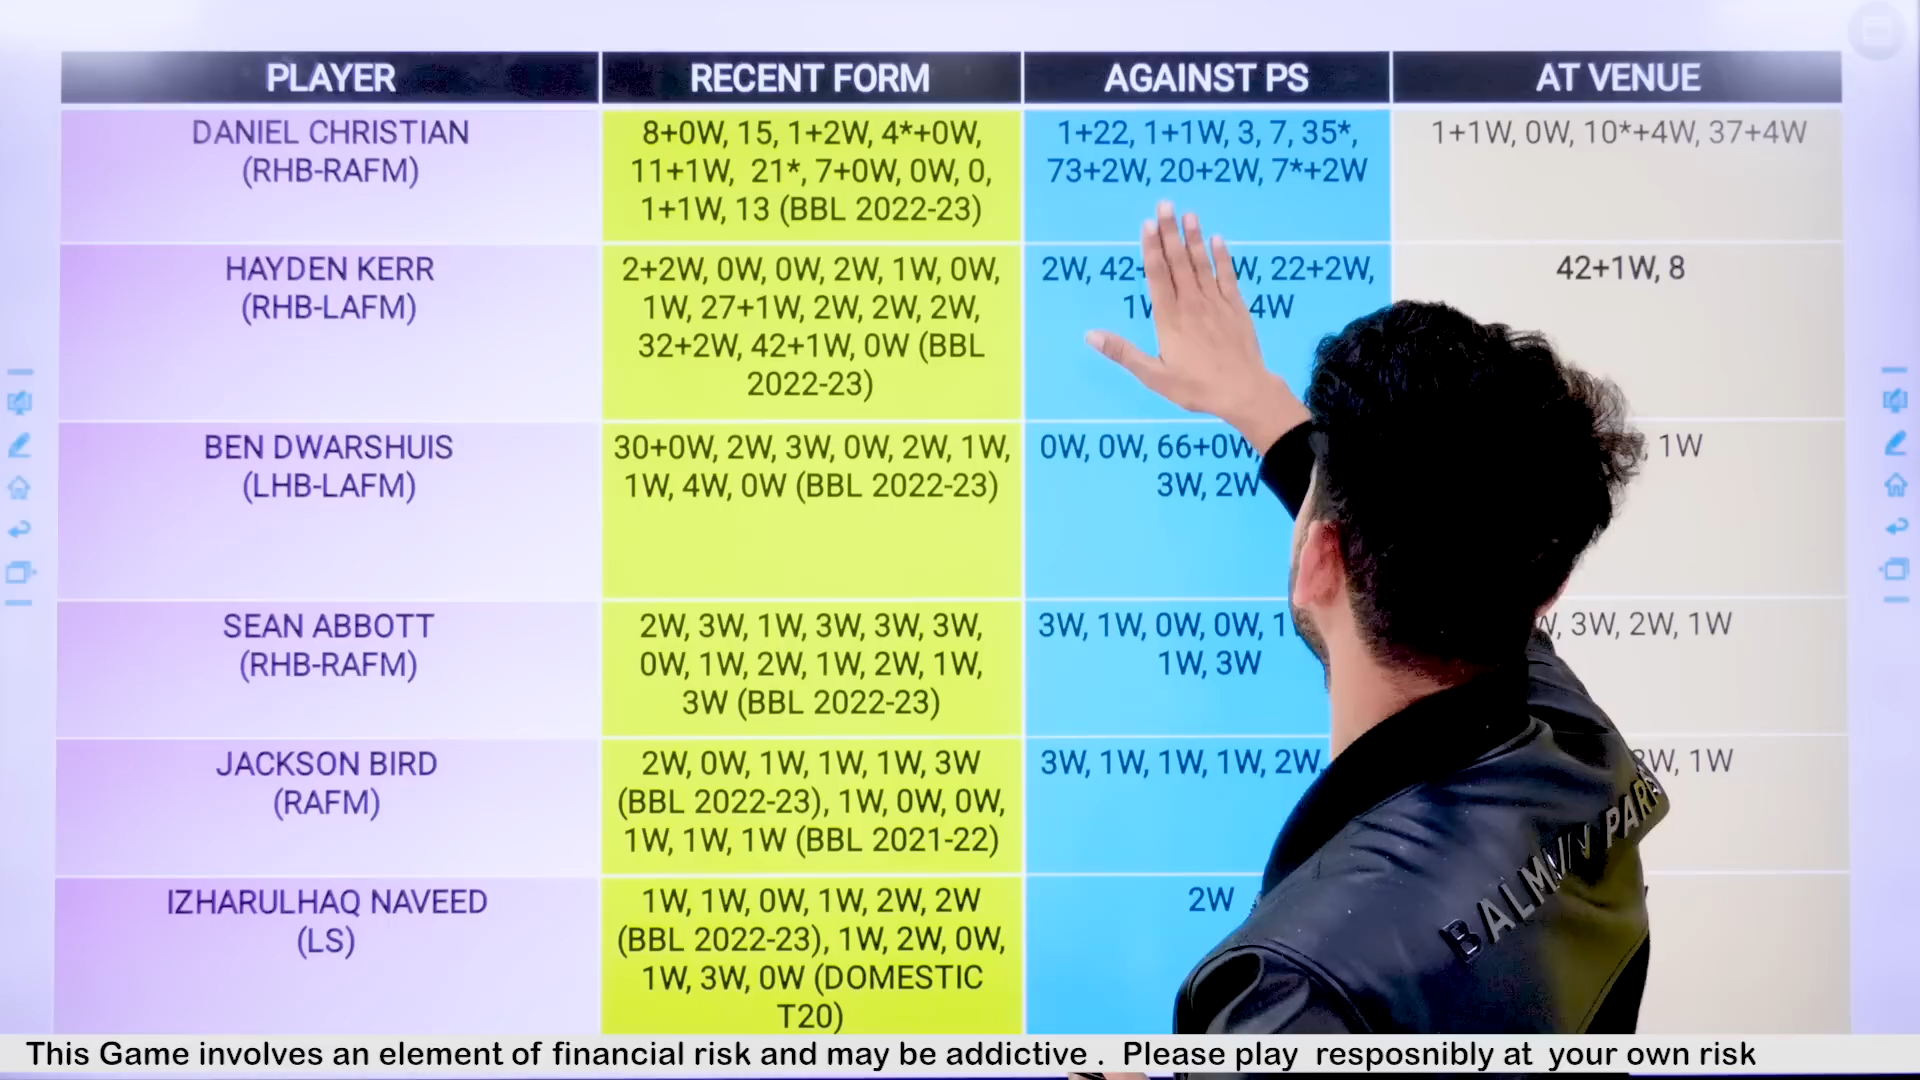 PLAYER
RECENT FORM
AGAINST PS
AT VENUE
DANIEL CHRISTIAN
(RHB-RAFM)
8+0W, 15, 1+2W, 4*+0W,
11+1W, 21*, 7+0W, 0W, 0,
1+1W, 13 (BBL 2022-23)
1+22, 1+1W, 3, 7, 35*,
73+2W, 20+2W, 7*+2W
1+1W, 0W, 10*+4W, 37+4W
HAYDEN KERR
(RHB-LAFM)
2+2W, 0W, 0W, 2W, 1W, 0W,
1W, 27+1W, 2W, 2W, 2W,
32+2W, 42+1W, 0W (BBL
2022-23)
2W, 22+2W,
4W
42+1W, 8
BEN DWARSHUIS
(LHB-LAFM)
30+0W, 2W, 3W, 0W, 2W, 1W,
1W, 4W, 0W (BBL 2022-23)
0W, 0W, 66+0W,
3W, 2W
1W
SEAN ABBOTT
(RHB-RAFM)
2W, 3W, 1W, 3W, 3W, 3W,
0W, 1W, 2W, 1W, 2W, 1W,
3W (BBL 2022-23)
3W, 1W, 0W, 0W,
1W, 3W
3W, 2W, 1W
JACKSON BIRD
(RAFM)
2W, 0W, 1W, 1W, 1W, 3W
(BBL 2022-23), 1W, 0W, 0W,
1W, 1W, 1W (BBL 2021-22)
3W, 1W, 1W, 1W, 2W,
1W
IZHARULHAQ NAVEED
(LS)
1W, 1W, 0W, 1W, 2W, 2W
(BBL 2022-23), 1W, 2W, 0W,
1W, 3W, 0W (DOMESTIC
T20)
2W
This Game involves an element of financial risk and may be addictive . Please play resposnibly at your own risk